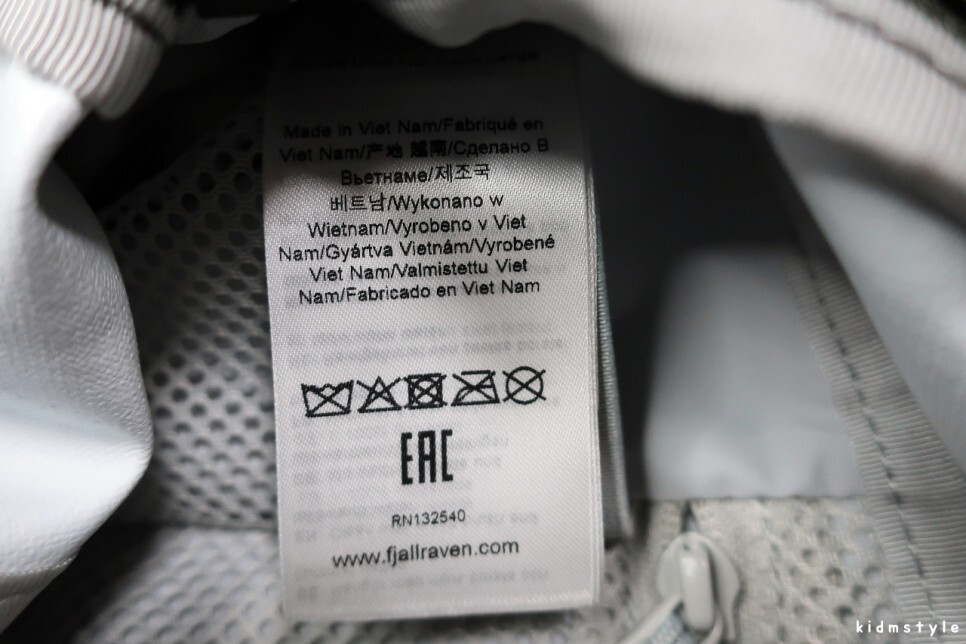 Made in Viet Nam/Fabriqué en
Viet Nam/产地 越南/Сделано В
Вьетнаме/제조국
베트남/Wykonano w
Wietnam/Vyrobeno v Viet
Nam/Gyártva Vietnám/Vyrobené
Viet Nam/Valmistettu Viet
Nam/Fabricado en Viet Nam
EAC
RN132540
www.fjallraven.com
kidmstyle